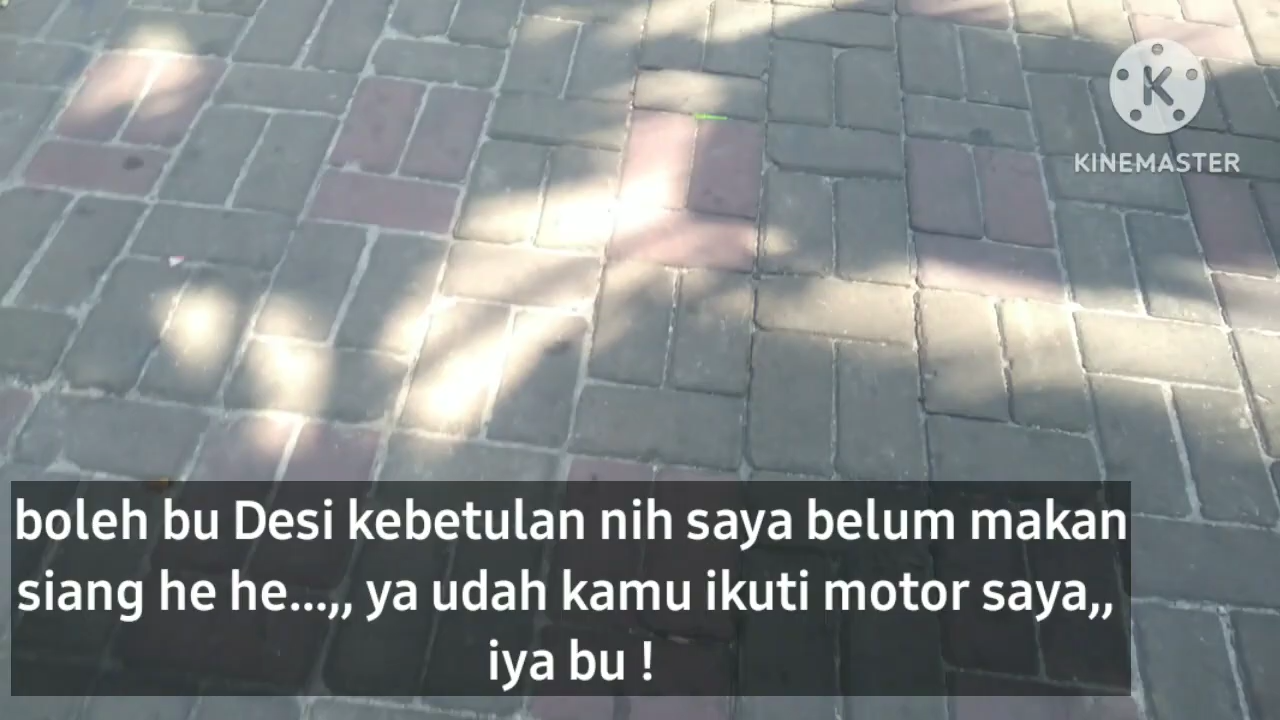 K
KINEMASTER
boleh bu Desi kebetulan nih saya belum makan
siang he he...,, ya udah kamu ikuti motor saya,,
iya bu !